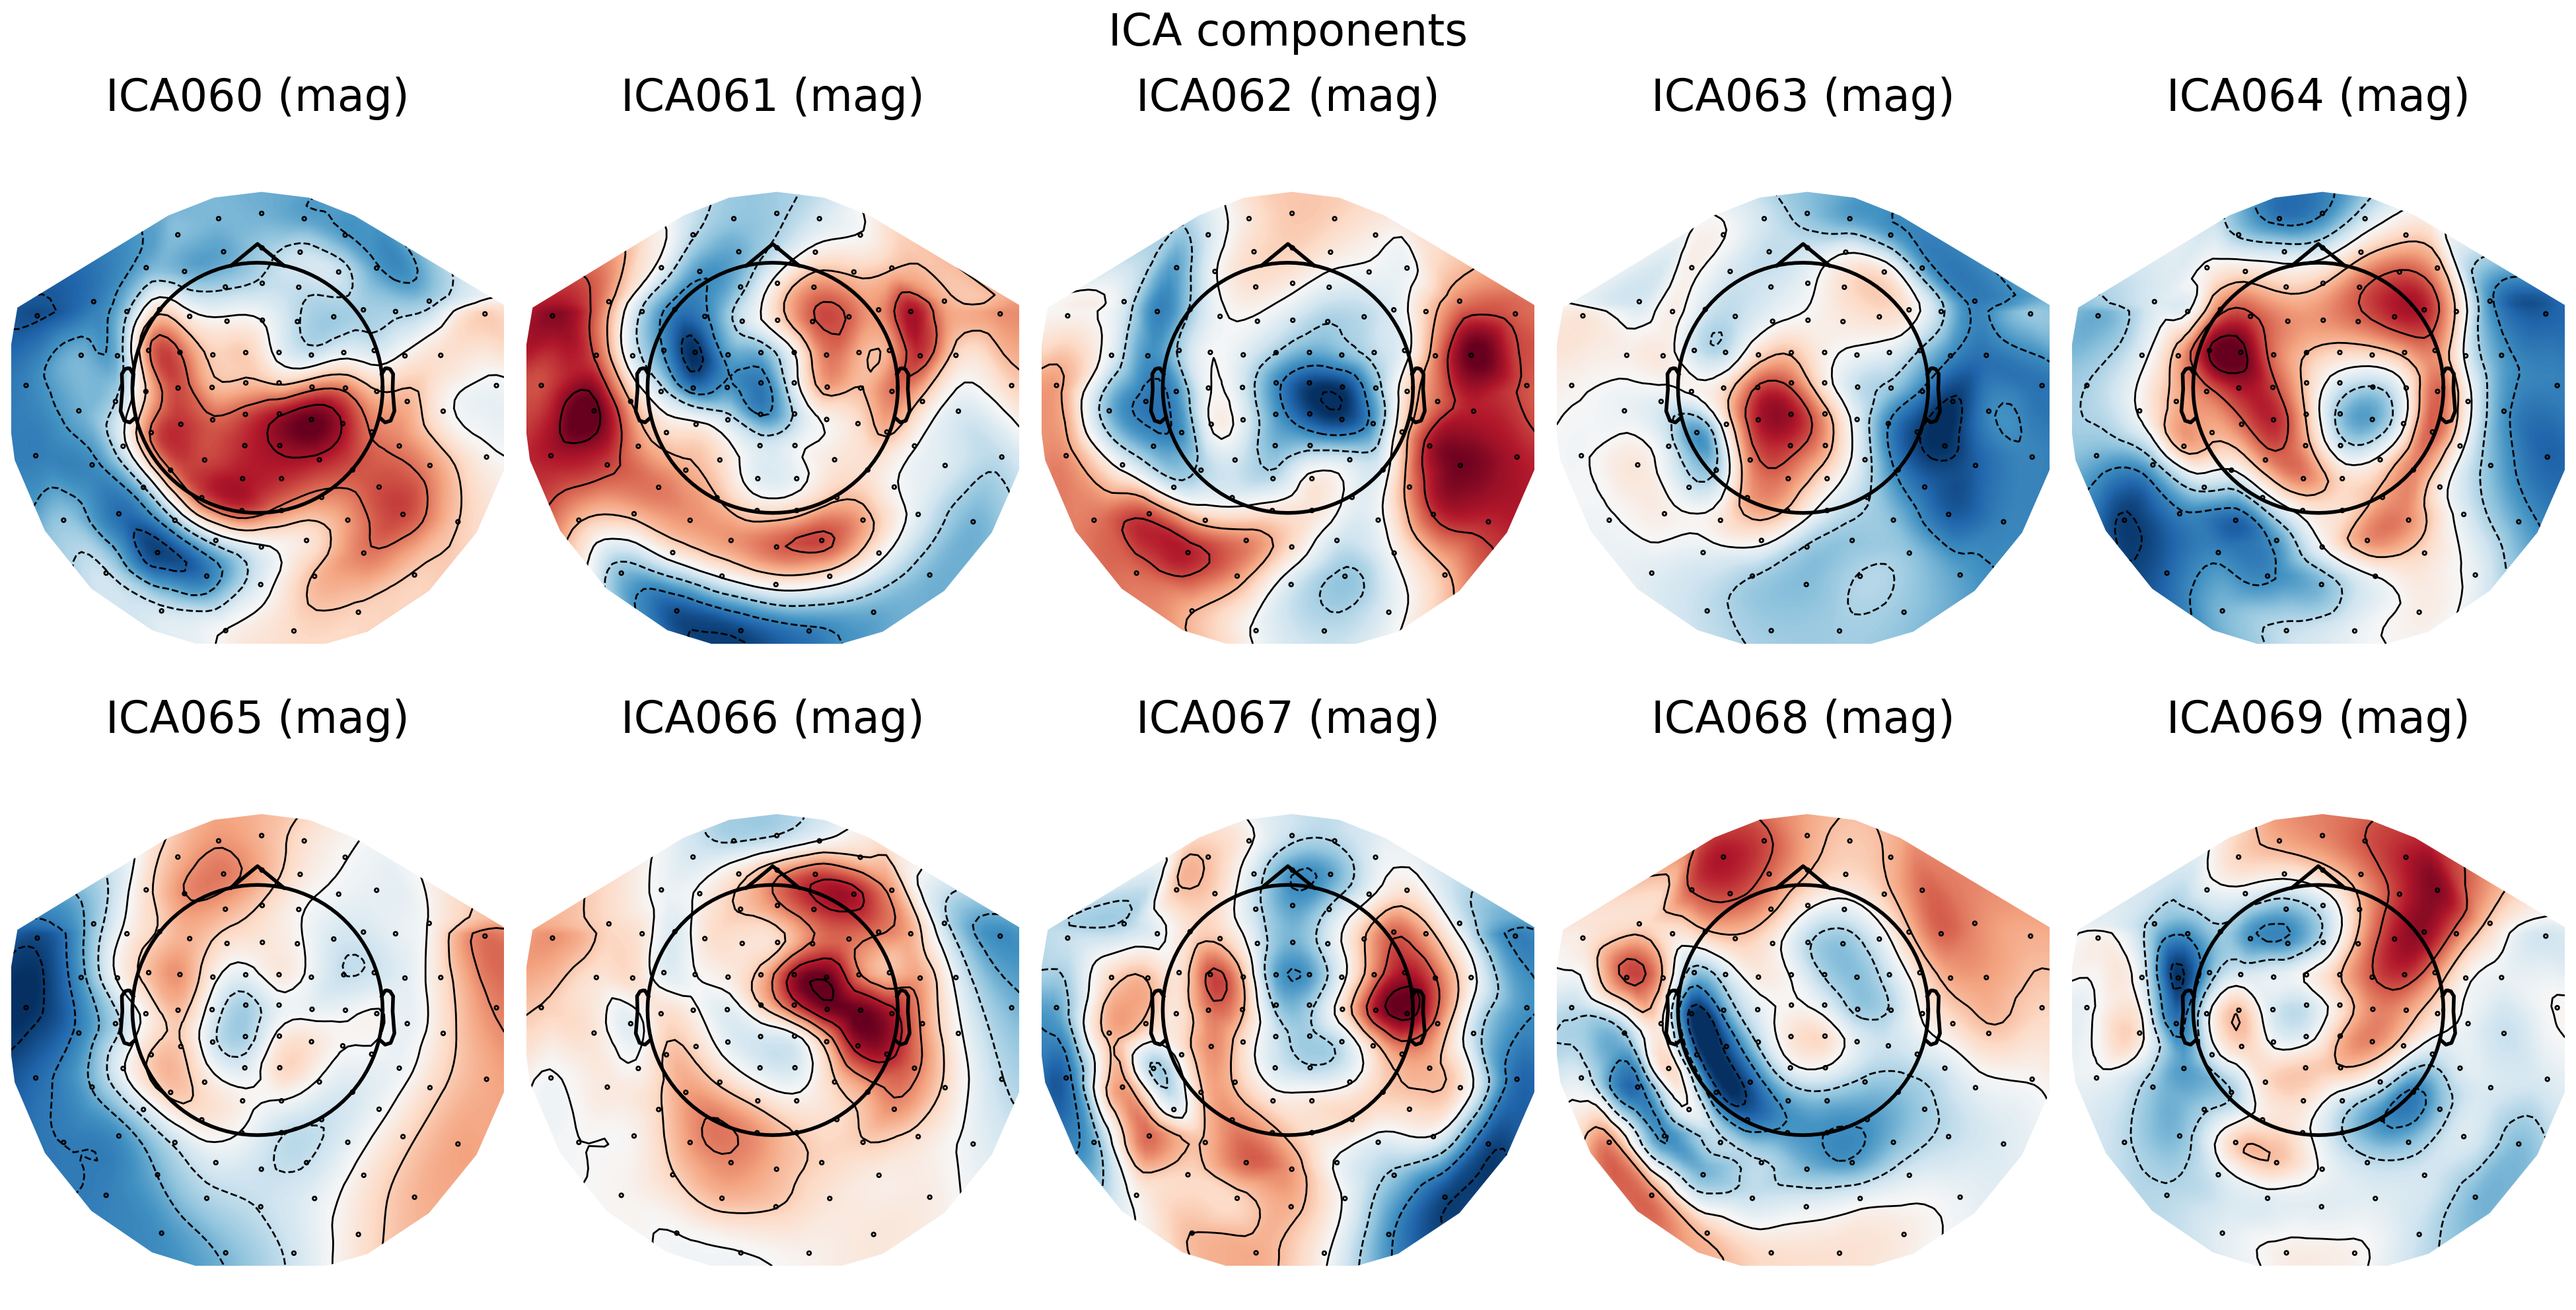 ICA components
ICA060 (mag)
ICA061 (mag)
ICA062 (mag)
ICA063 (mag)
ICA064 (mag)
ICA065 (mag)
ICA066 (mag)
ICA067 (mag)
ICA068 (mag)
ICA069 (mag)